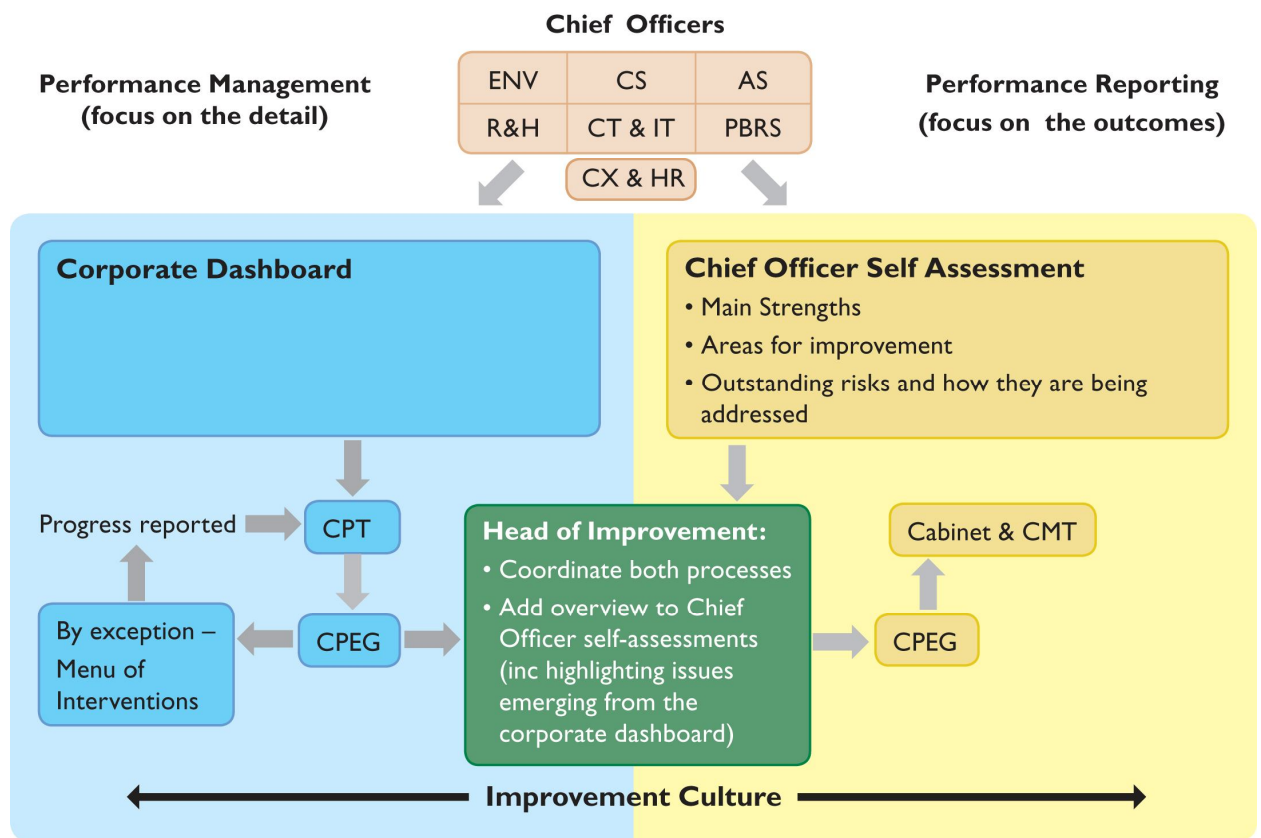 Chief Officers
Performance Management
(focus on the detail)
ENV
CS
AS
R&H
CT & IT
PBRS
CX & HR
Performance Reporting
(focus on the outcomes)
Corporate Dashboard
Chief Officer Self Assessment
• Main Strengths
• Areas for improvement
• Outstanding risks and how they are being
addressed
Progress reported
CPT
By exception –
Menu of
Interventions
CPEG
Head of Improvement:
• Coordinate both processes
• Add overview to Chief
Officer self-assessments
(inc highlighting issues
emerging from the
corporate dashboard)
Cabinet & CMT
CPEG
Improvement Culture